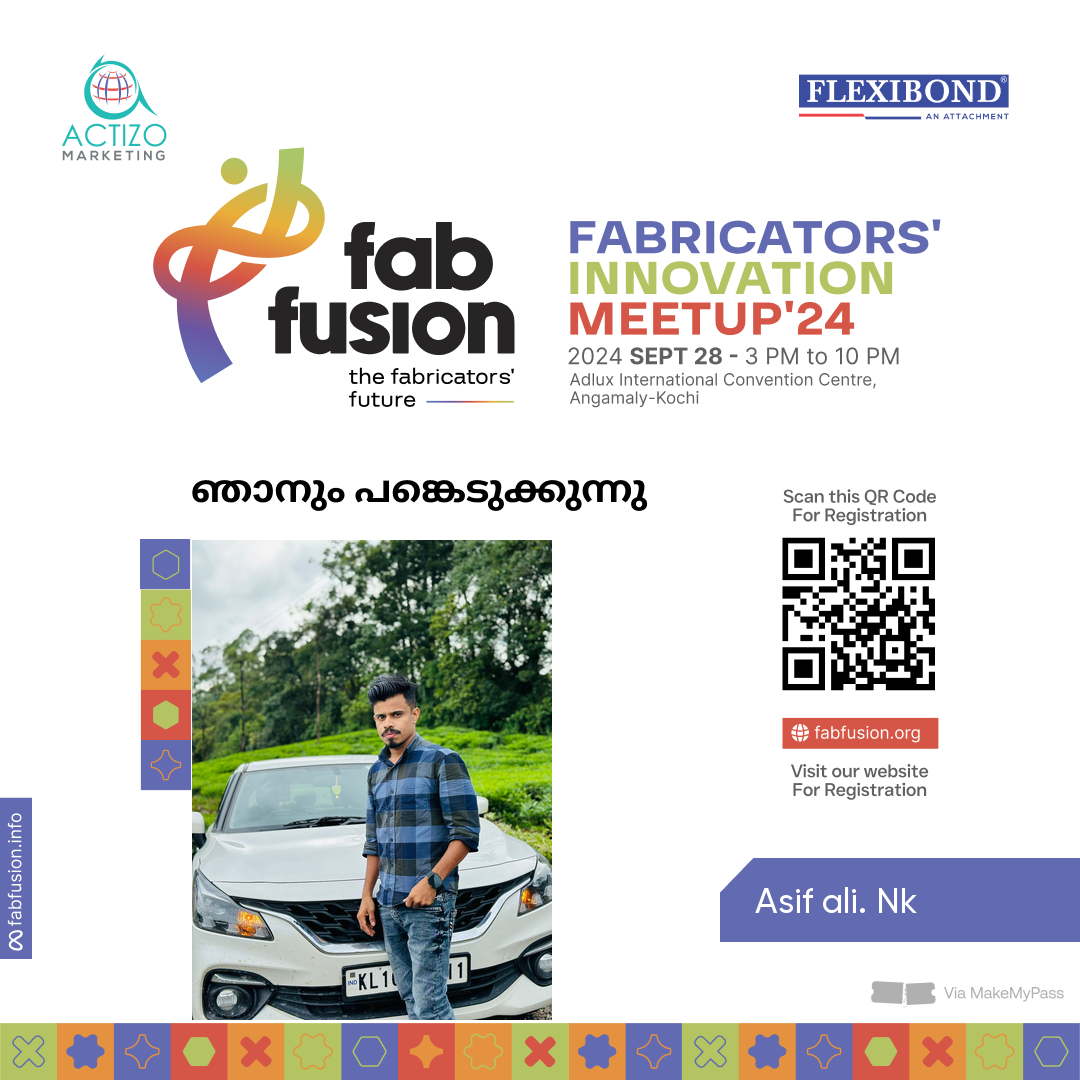 ACTIZO
MARKETING
FLEXIBOND®
AN ATTACHMENT
fab
fusion
the fabricators'
future
FABRICATORS'
INNOVATION
MEETUP'24
2024 SEPT 28 - 3 PM to 10 PM
Adlux International Convention Centre,
Angamaly-Kochi
ഞാനും പങ്കെടുക്കുന്നു
Scan this QR Code
For Registration
fabfusion.org
Visit our website
For Registration
fabfusion.info
IND
Asif ali. Nk
Via MakeMyPass